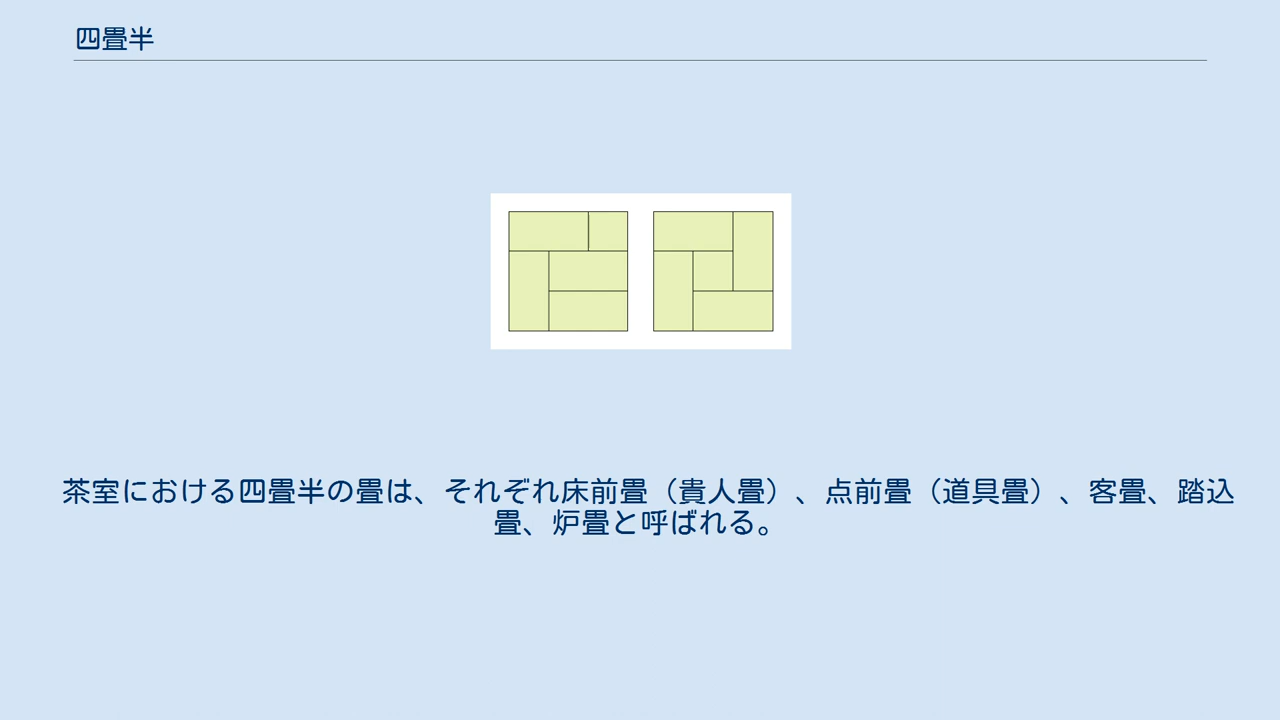 四畳半
茶室における四畳半の畳は、それぞれ床前畳（貴人畳）、点前畳（道具畳）、客畳、踏込
畳、炉畳と呼ばれる。